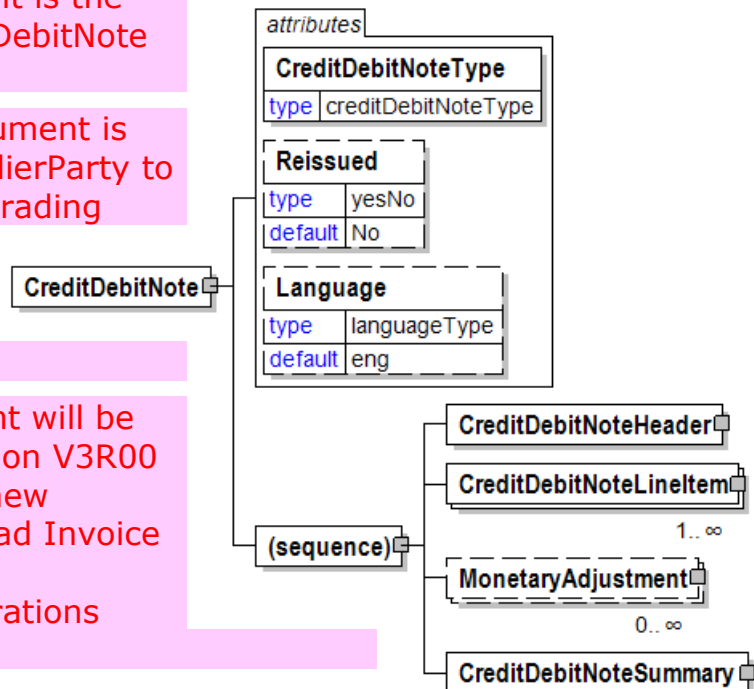 nt is the
DebitNote
ument is
lierParty to
rading
nt will be
on V3R00
new
ad Invoice
rations
CreditDebitNote
attributes
CreditDebitNoteType
type creditDebitNoteType
Reissued
type yesNo
default No
Language
type languageType
default eng
(sequence)
CreditDebitNoteHeader
CreditDebitNoteLineItem
1..∞
MonetaryAdjustment
0..∞
CreditDebitNoteSummary